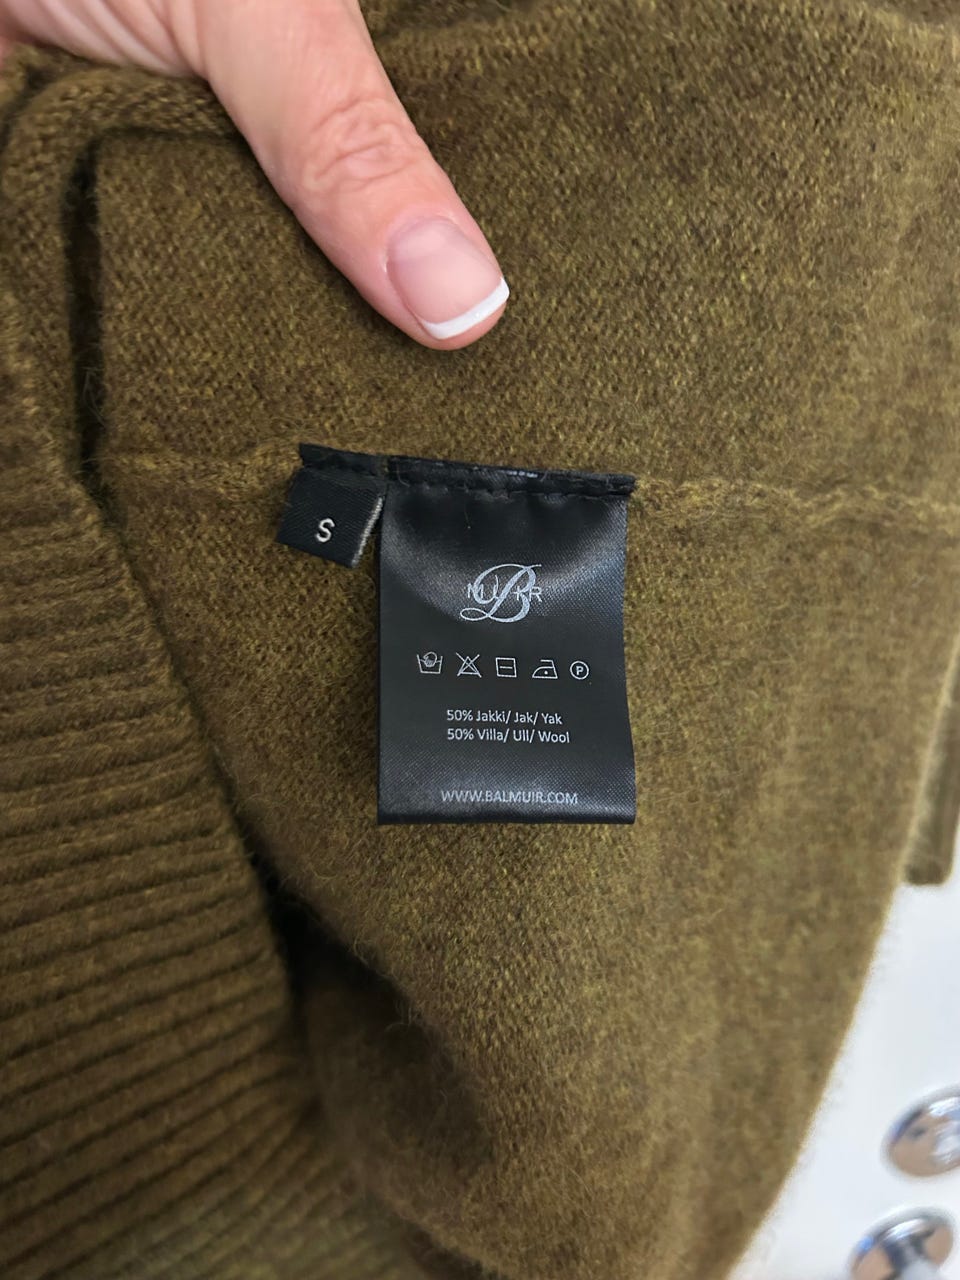 S
B
50% Jakki/ Jak/ Yak
50% Villa/ Ull/ Wool
WWW.BALMUIR.COM
P